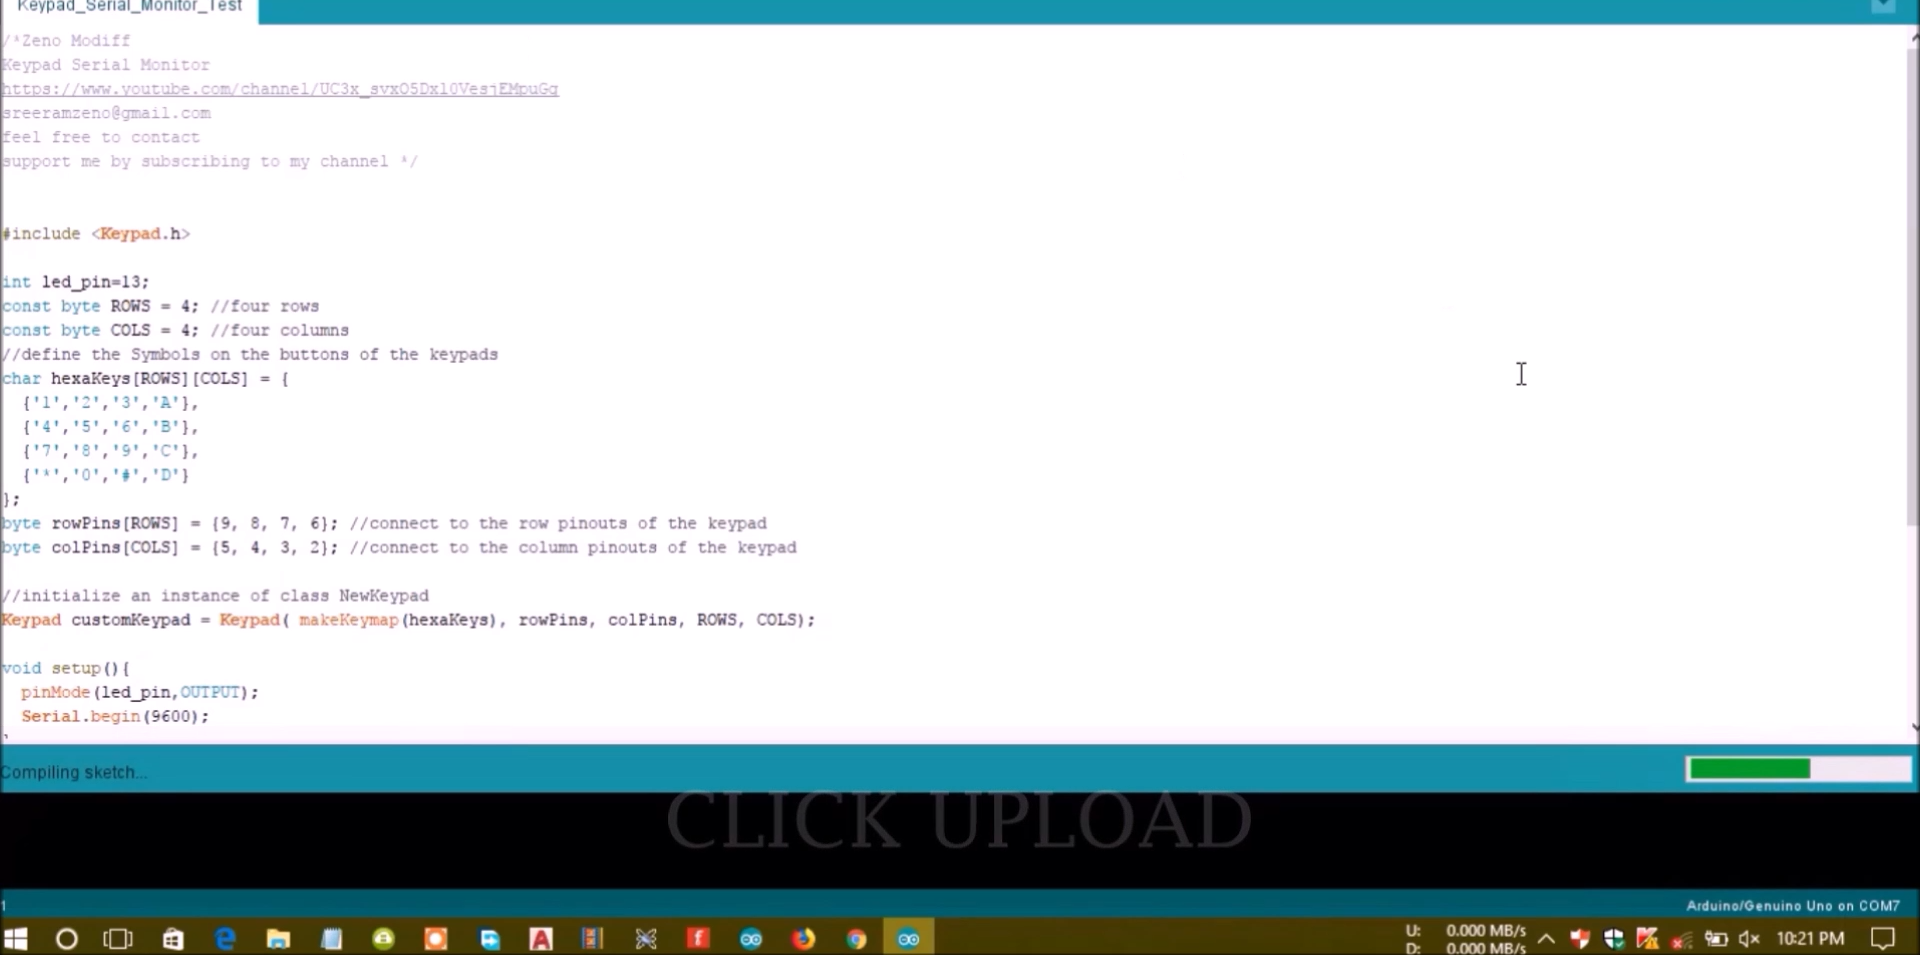 Keypad_Serial_Monitor_Test
/*Zeno Modiff
Keypad Serial Monitor
https://www.youtube.com/channel/UC3x_svxO5Dxl0VesjEMpuGg
sreeramzeno@gmail.com
feel free to contact
support me by subscribing to my channel */
#include <Keypad.h>
int led_pin=13;
const byte ROWS = 4; //four rows
const byte COLS = 4; //four columns
//define the Symbols on the buttons of the keypads
char hexaKeys[ROWS][COLS] = {
{'1','2','3','A'},
{'4','5','6','B'},
{'7','8','9','C'},
{'*','0','#','D'}
};
byte rowPins[ROWS] = {9, 8, 7, 6}; //connect to the row pinouts of the keypad
byte colPins[COLS] = {5, 4, 3, 2}; //connect to the column pinouts of the keypad
//initialize an instance of class NewKeypad
Keypad customKeypad = Keypad( makeKeymap(hexaKeys), rowPins, colPins, ROWS, COLS);
void setup(){
pinMode(led_pin,OUTPUT);
Serial.begin(9600);
Compiling sketch...
CLICK UPLOAD
1
Arduino/Genuino Uno on COM7
U: 0.000 MB/s
D: 0.000 MB/s
10:21 PM